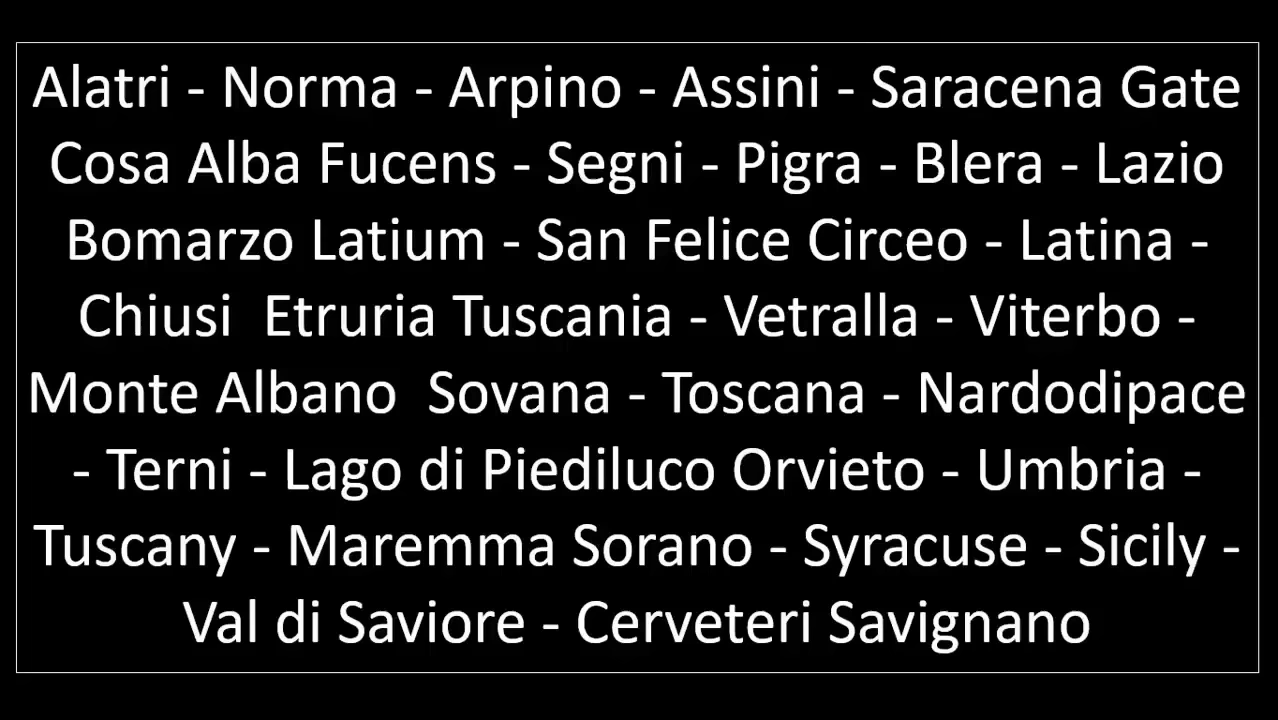 Alatri - Norma - Arpino - Assini - Saracena Gate
Cosa Alba Fucens - Segni - Pigra - Blera - Lazio
Bomarzo Latium - San Felice Circeo - Latina -
Chiusi  Etruria Tuscania - Vetralla - Viterbo -
Monte Albano  Sovana - Toscana - Nardodipace
- Terni - Lago di Piediluco Orvieto - Umbria -
Tuscany - Maremma Sorano - Syracuse - Sicily -
Val di Saviore - Cerveteri Savignano